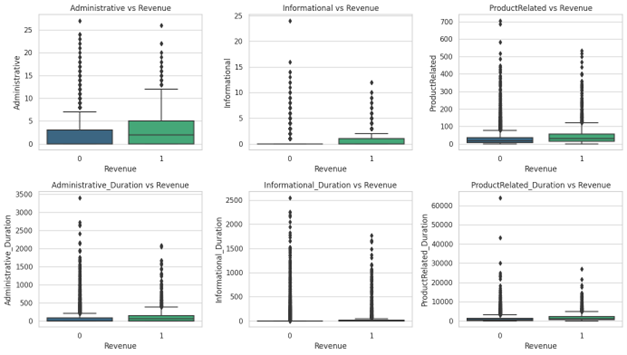 Administrative vs Revenue
Administrative
25
20
15
10
5
0
0 1
Revenue
Informational vs Revenue
Informational
25
20
15
10
5
0
0 1
Revenue
ProductRelated vs Revenue
ProductRelated
700
600
500
400
300
200
100
0
0 1
Revenue
Administrative_Duration vs Revenue
Administrative_Duration
3500
3000
2500
2000
1500
1000
500
0
0 1
Revenue
Informational_Duration vs Revenue
Informational_Duration
2500
2000
1500
1000
500
0
0 1
Revenue
ProductRelated_Duration vs Revenue
ProductRelated_Duration
60000
50000
40000
30000
20000
10000
0
0 1
Revenue